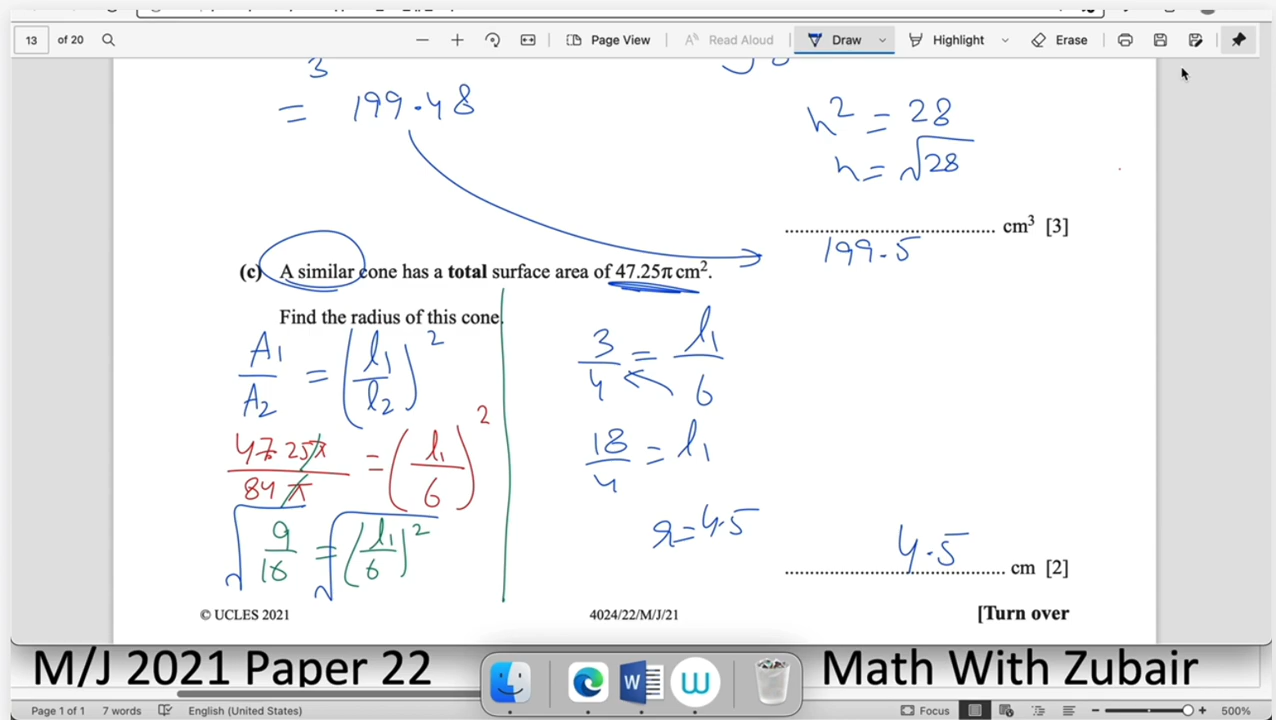 13 of 20 Page View Read Aloud Draw Highlight Erase
3
= 199.48
h² = 28
h = √28
cm³ [3]
199.5
(c) A similar cone has a total surface area of 47.25π cm².
Find the radius of this cone.
A₁/A₂ = (l₁/l₂)²
47.25π/84π = (l₁/6)²
√9/16 = √(l₁/6)²
3/4 = l₁/6
18/4 = l₁
r = 4.5
4.5
cm [2]
© UCLES 2021 4024/22/M/J/21 [Turn over
M/J 2021 Paper 22 Math With Zubair
Page 1 of 1 7 words English (United States) Focus 500%